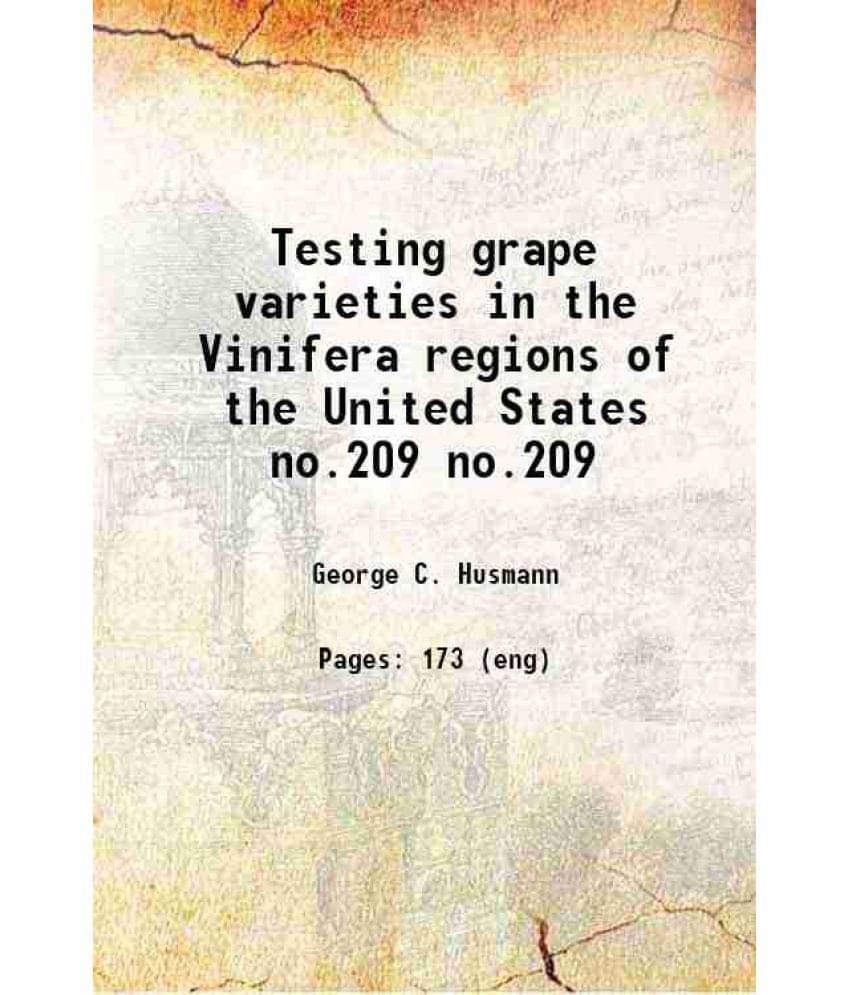 Testing grape
varieties in the
Vinifera regions of
the United States
no.209 no.209
George C. Husmann
Pages: 173 (eng)